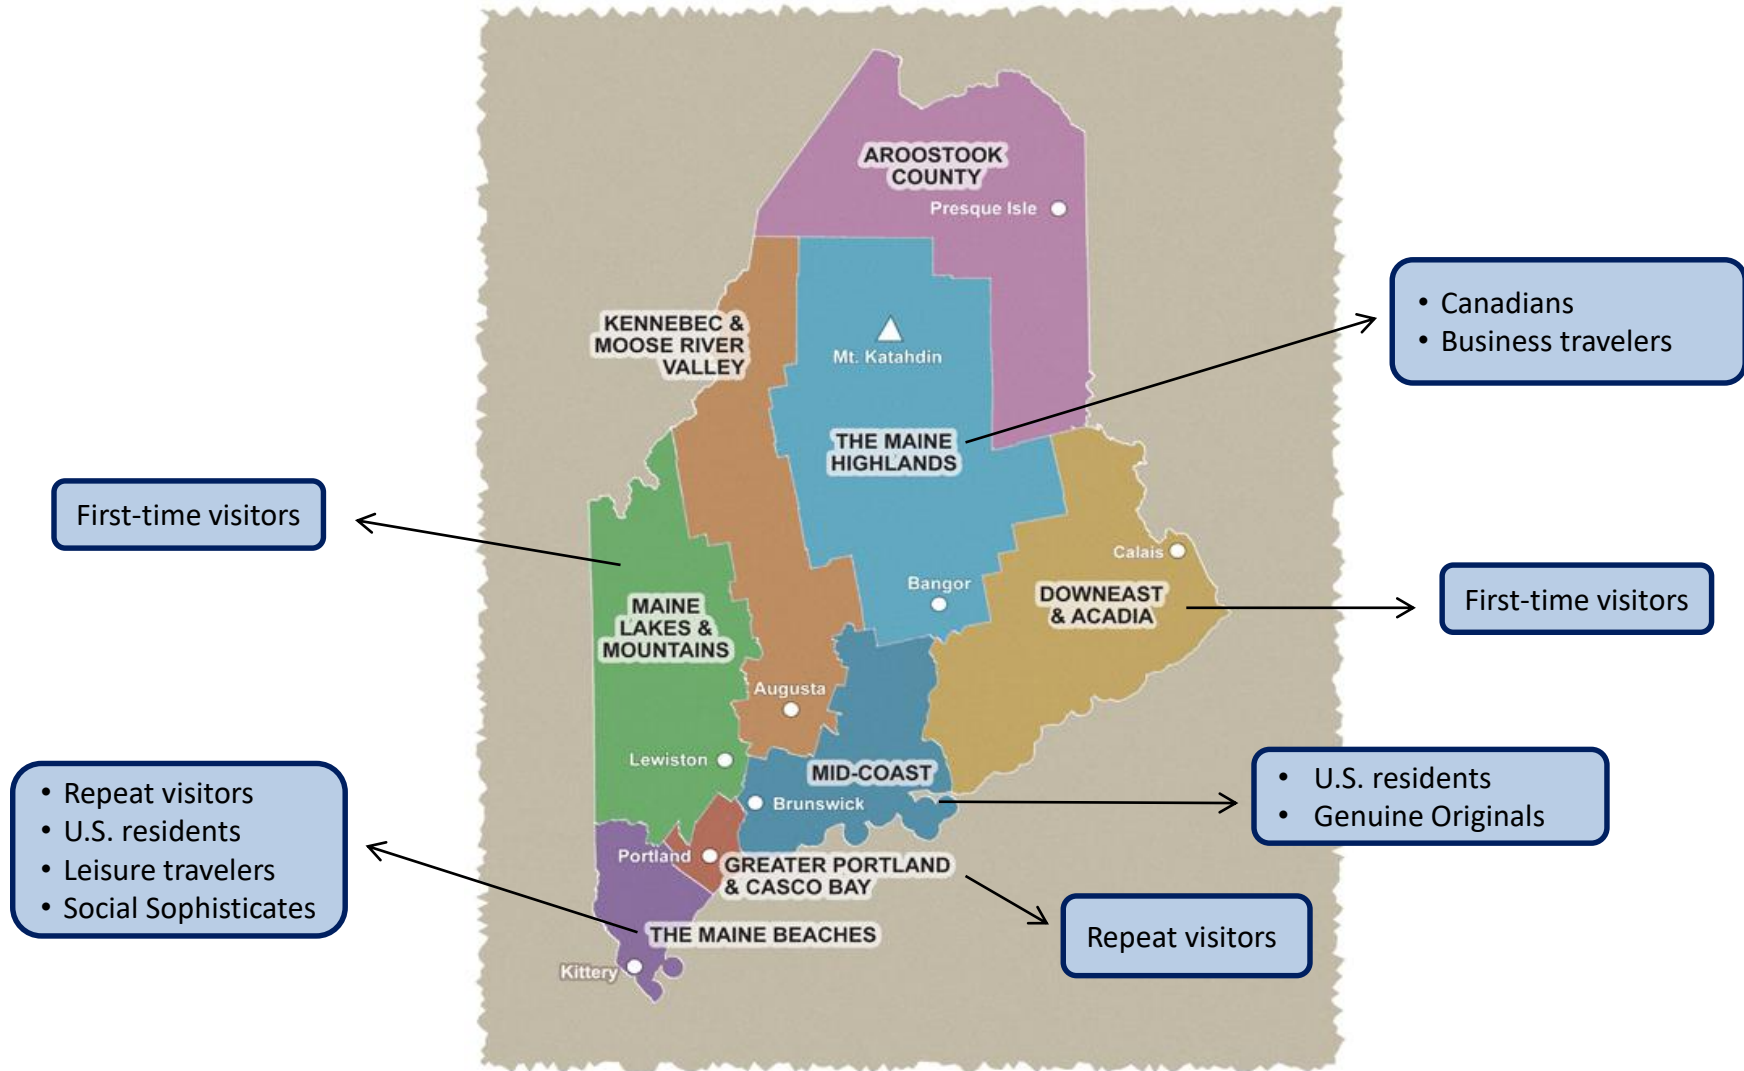 AROOSTOOK
COUNTY
Presque Isle
• Canadians
• Business travelers
KENNEBEC &
MOOSE RIVER
VALLEY
Mt. Katahdin
THE MAINE
HIGHLANDS
First-time visitors
Calais
Bangor
DOWNEAST
& ACADIA
First-time visitors
MAINE
LAKES &
MOUNTAINS
Augusta
Lewiston
MID-COAST
Brunswick
• U.S. residents
• Genuine Originals
• Repeat visitors
• U.S. residents
• Leisure travelers
• Social Sophisticates
Portland
GREATER PORTLAND
& CASCO BAY
Repeat visitors
THE MAINE BEACHES
Kittery